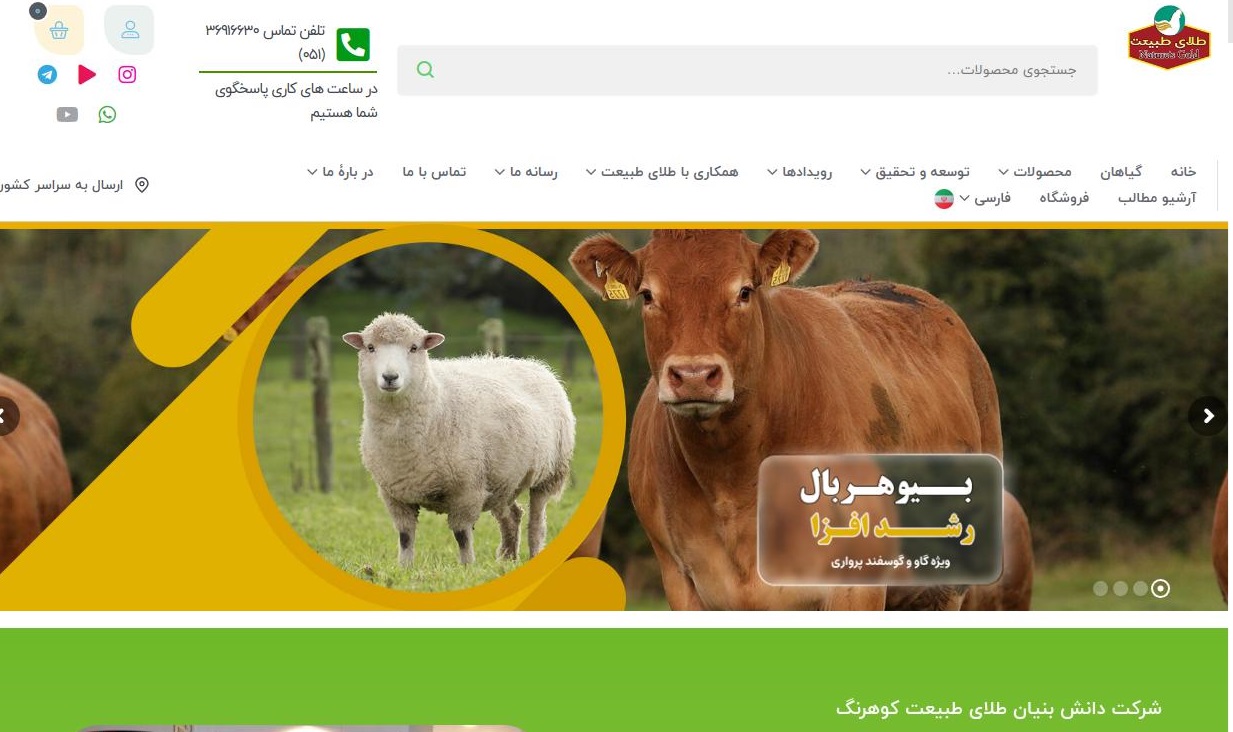 طلای طبیعت
Nature's Gold
جستجوی محصولات...
تلفن تماس ۳۶۹۱۶۶۳۰
(۰۵۱)
در ساعت های کاری پاسخگوی
شما هستیم
۰
خانه گیاهان محصولات توسعه و تحقیق رویدادها همکاری با طلای طبیعت رسانه ما تماس با ما در بارهٔ ما
آرشیو مطالب فروشگاه فارسی
ارسال به سراسر کشور
بیوهربال
رشد افزا
ویژه گاو و گوسفند پرواری
شرکت دانش بنیان طلای طبیعت کوهرنگ